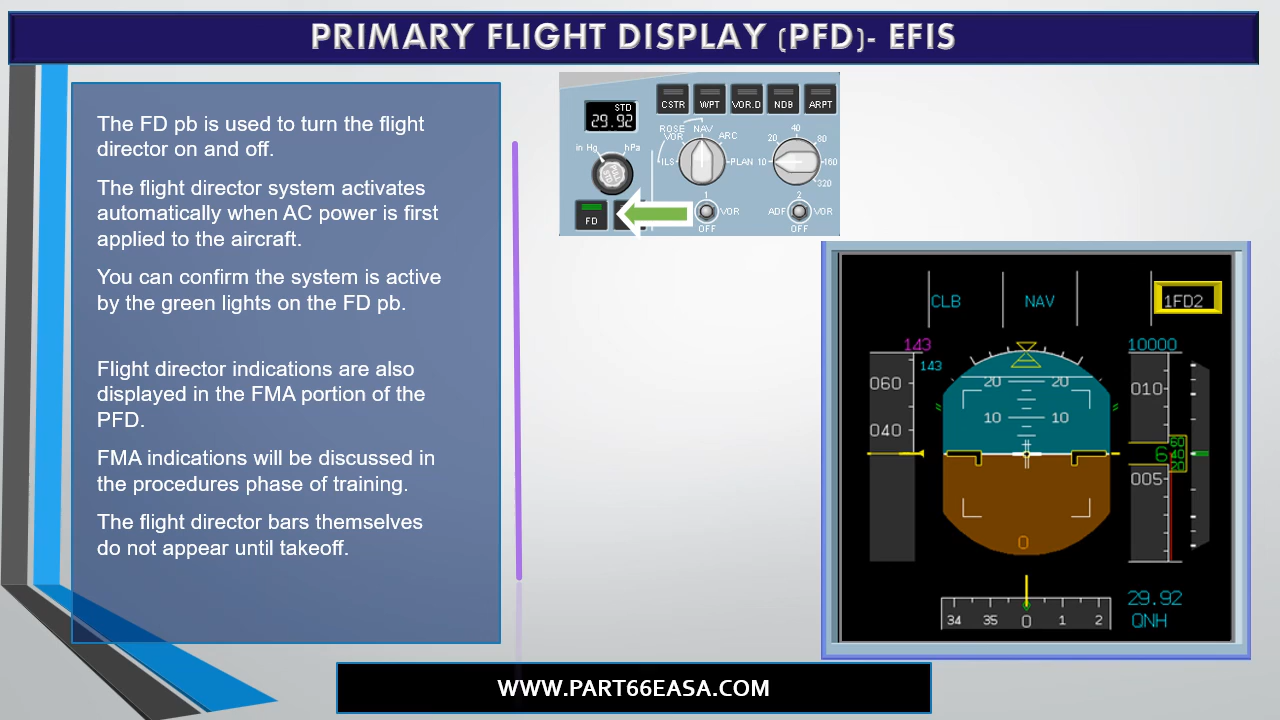 PRIMARY FLIGHT DISPLAY (PFD)- EFIS
The FD pb is used to turn the flight
director on and off.
The flight director system activates
automatically when AC power is first
applied to the aircraft.
You can confirm the system is active
by the green lights on the FD pb.
Flight director indications are also
displayed in the FMA portion of the
PFD.
FMA indications will be discussed in
the procedures phase of training.
The flight director bars themselves
do not appear until takeoff.
CSTR WPT VOR.D NDB ARPT
STD
29.92
in Hg hPa
PULL STD
ROSE
VOR NAV ARC
ILS PLAN
10 20 40 80 160 320
FD
1 VOR
OFF
2
ADF VOR
OFF
CLB NAV 1FD2
143
143
10000
060
040
20 20
10 10
010
6
60
40
20
005
0
34 35 0 1 2
29.92
QNH
WWW.PART66EASA.COM